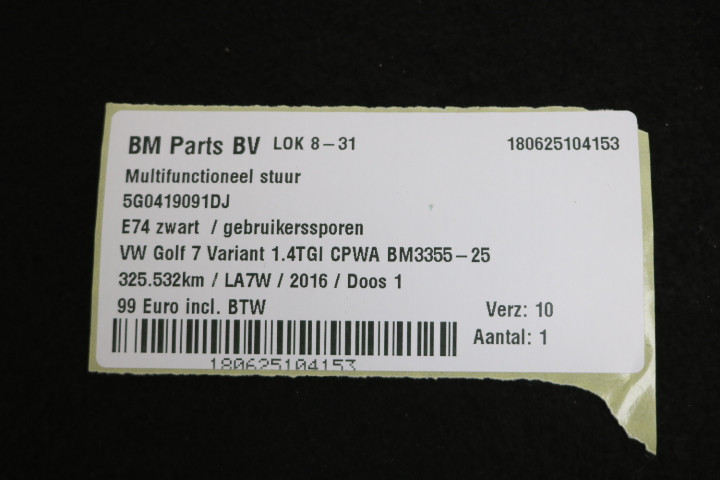 BM Parts BV LOK 8-31 180625104153
Multifunctioneel stuur
5G0419091DJ
E74 zwart / gebruikerssporen
VW Golf 7 Variant 1.4TGI CPWA BM3355-25
325.532km / LA7W / 2016 / Doos 1
99 Euro incl. BTW
Verz: 10
Aantal: 1
180625104153